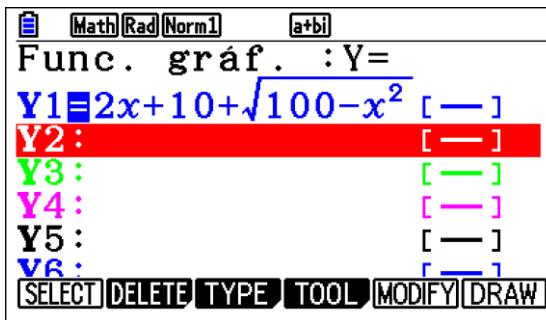 Math Rad Norm1 a+bi
Func. gráf. :Y=
Y1=2x+10+√100-x² [—]
Y2: [—]
Y3: [—]
Y4: [—]
Y5: [—]
Y6: [—]
SELECT DELETE TYPE TOOL MODIFY DRAW